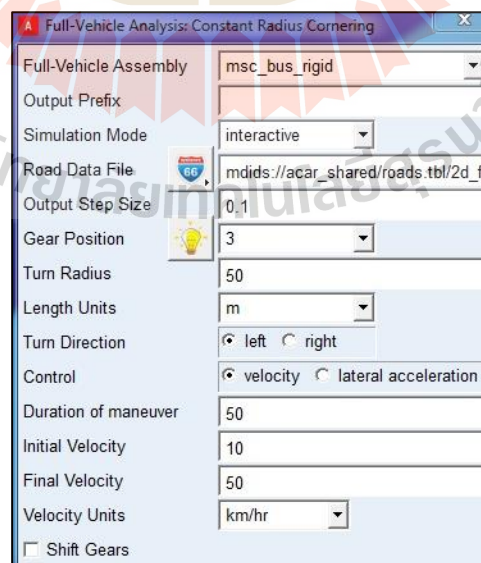 Full-Vehicle Analysis: Constant Radius Cornering
Full-Vehicle Assembly msc_bus_rigid
Output Prefix
Simulation Mode interactive
Road Data File 66 mdids://acar_shared/roads.tbl/2d_f
Output Step Size 0.1
Gear Position 3
Turn Radius 50
Length Units m
Turn Direction left right
Control velocity lateral acceleration
Duration of maneuver 50
Initial Velocity 10
Final Velocity 50
Velocity Units km/hr
Shift Gears